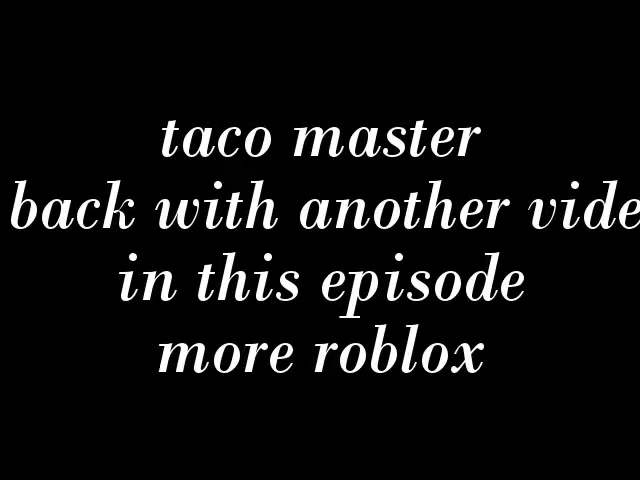 taco master
back with another vide
in this episode
more roblox